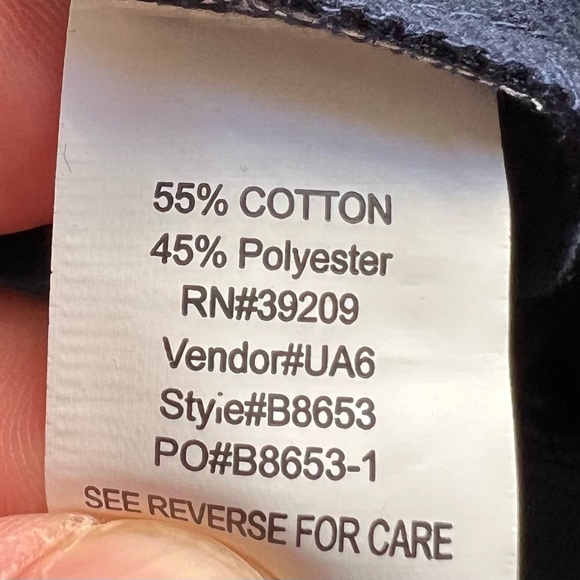 55% COTTON
45% Polyester
RN#39209
Vendor#UA6
Style#B8653
PO#B8653-1
SEE REVERSE FOR CARE